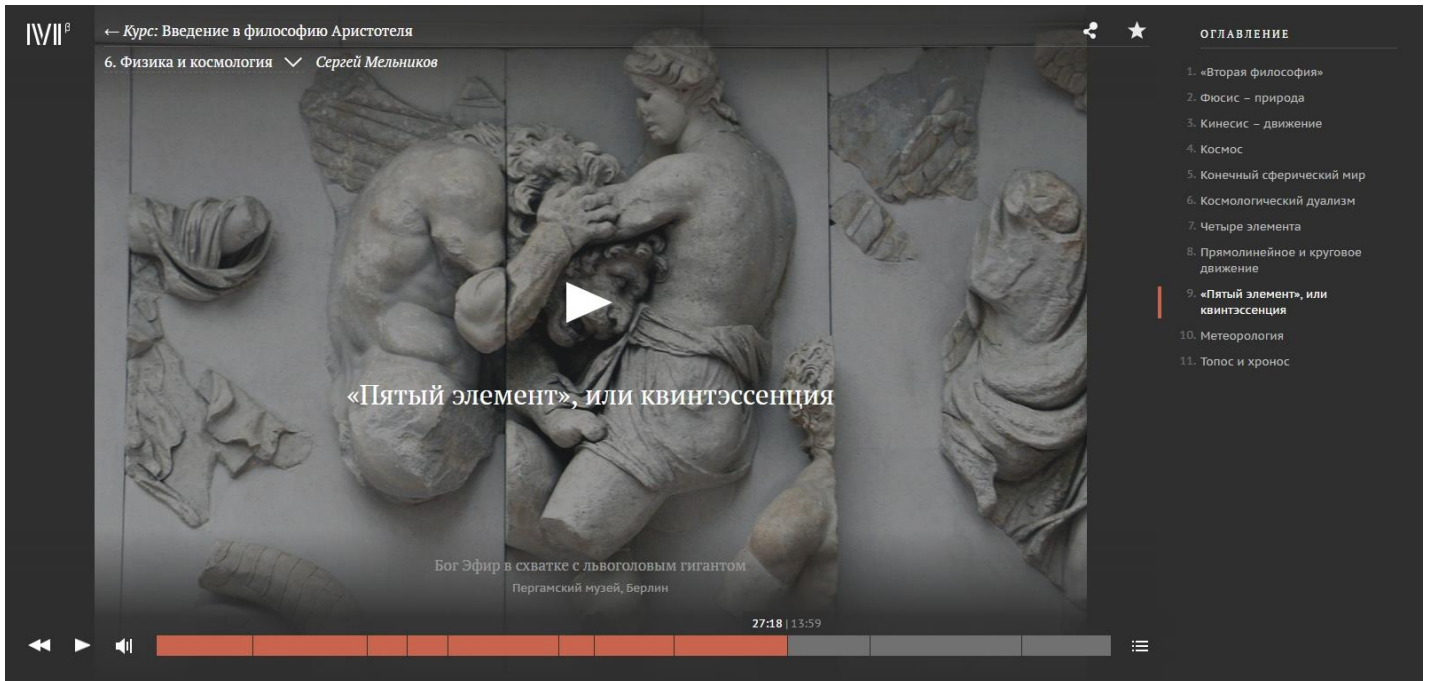 ← Курс: Введение в философию Аристотеля
6. Физика и космология Сергей Мельников
«Пятый элемент», или квинтэссенция
Бог Эфир в схватке с львоголовым гигантом
Пергамский музей, Берлин
27:18 | 13:59
ОГЛАВЛЕНИЕ
1. «Вторая философия»
2. Фюсис – природа
3. Кинесис – движение
4. Космос
5. Конечный сферический мир
6. Космологический дуализм
7. Четыре элемента
8. Прямолинейное и круговое
движение
9. «Пятый элемент», или
квинтэссенция
10. Метеорология
11. Топос и хронос